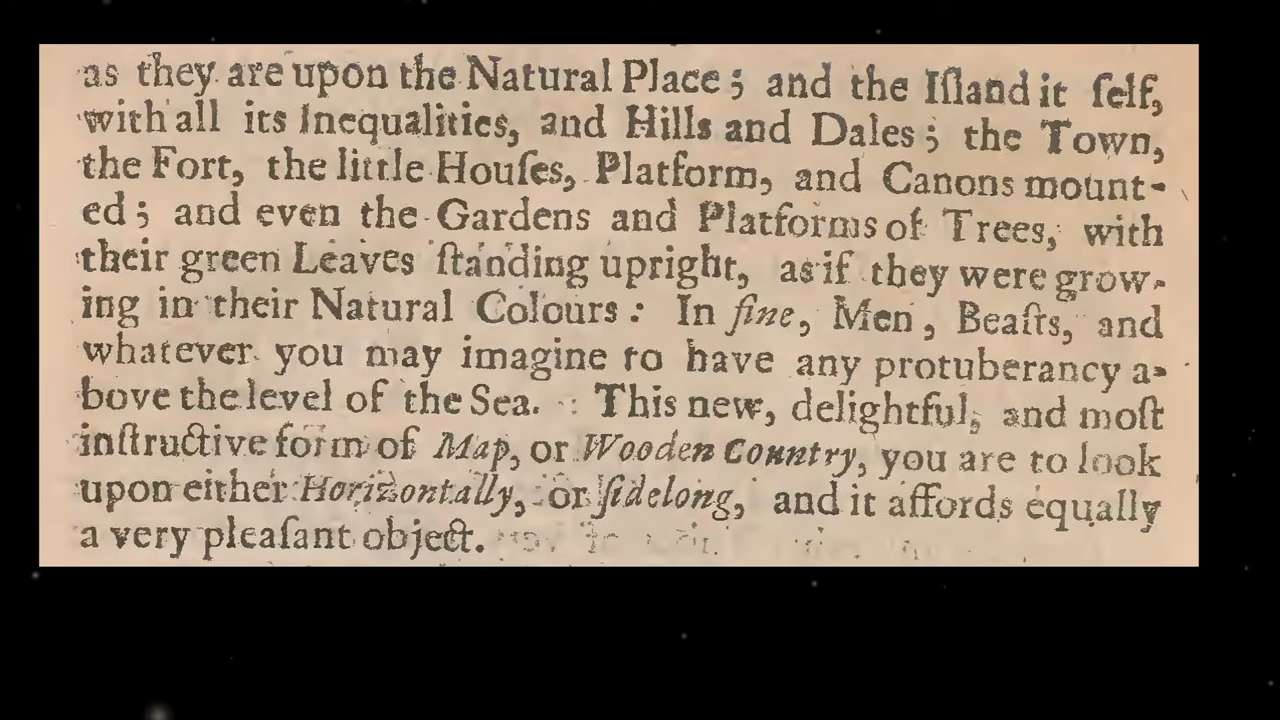 as they are upon the Natural Place; and the Iſland it ſelf,
with all its Inequalities, and Hills and Dales; the Town,
the Fort, the little Houſes, Platform, and Canons mount-
ed; and even the Gardens and Platforms of Trees, with
their green Leaves ſtanding upright, as if they were grow-
ing in their Natural Colours: In fine, Men, Beaſts, and
whatever you may imagine to have any protuberancy a-
bove the level of the Sea. This new, delightful, and moſt
inſtructive form of Map, or Wooden Country, you are to look
upon either Horizontally, or ſidelong, and it affords equally
a very pleaſant object.